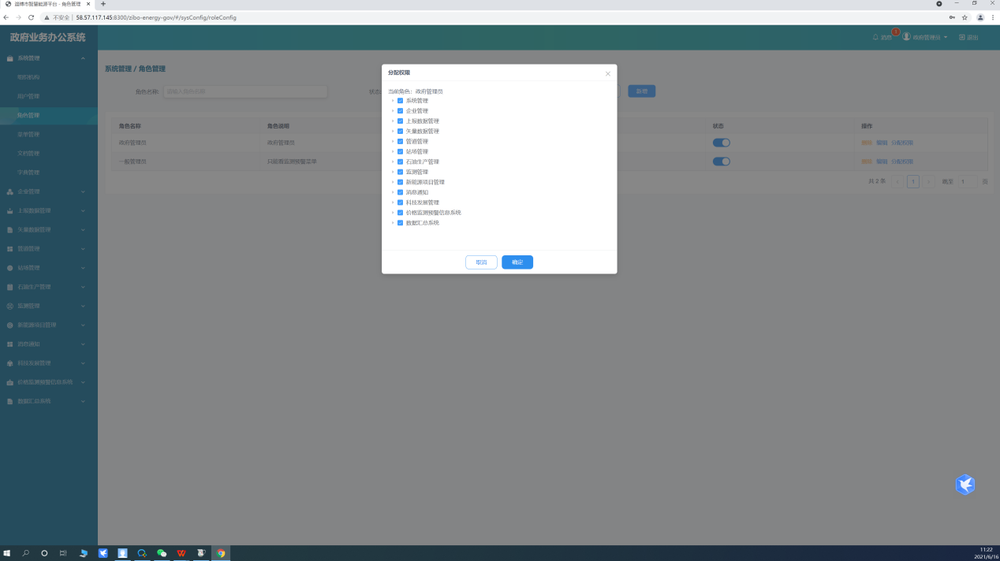 淄博市智慧能源平台 - 角色管理
不安全 58.57.117.145:8300/zibo-energy-gov/#/sysConfig/roleConfig
政府业务办公系统
消息
政府管理员
退出
系统管理
组织机构
用户管理
角色管理
菜单管理
文档管理
字典管理
企业管理
上报数据管理
矢量数据管理
管道管理
站场管理
石油生产管理
监测管理
新能源项目管理
消息通知
科技发展管理
价格监测预警信息系统
数据汇总系统
系统管理 / 角色管理
角色名称: 请输入角色名称
状态:
新增
角色名称 角色说明 状态 操作
政府管理员 政府管理员 编辑 分配权限
一般管理员 只能看监测预警菜单 编辑 分配权限
共 2 条 1 跳至 1 页
分配权限
当前角色: 政府管理员
系统管理
企业管理
上报数据管理
矢量数据管理
管道管理
站场管理
石油生产管理
监测管理
新能源项目管理
消息通知
科技发展管理
价格监测预警信息系统
数据汇总系统
取消 确定
11:22
2021/6/16